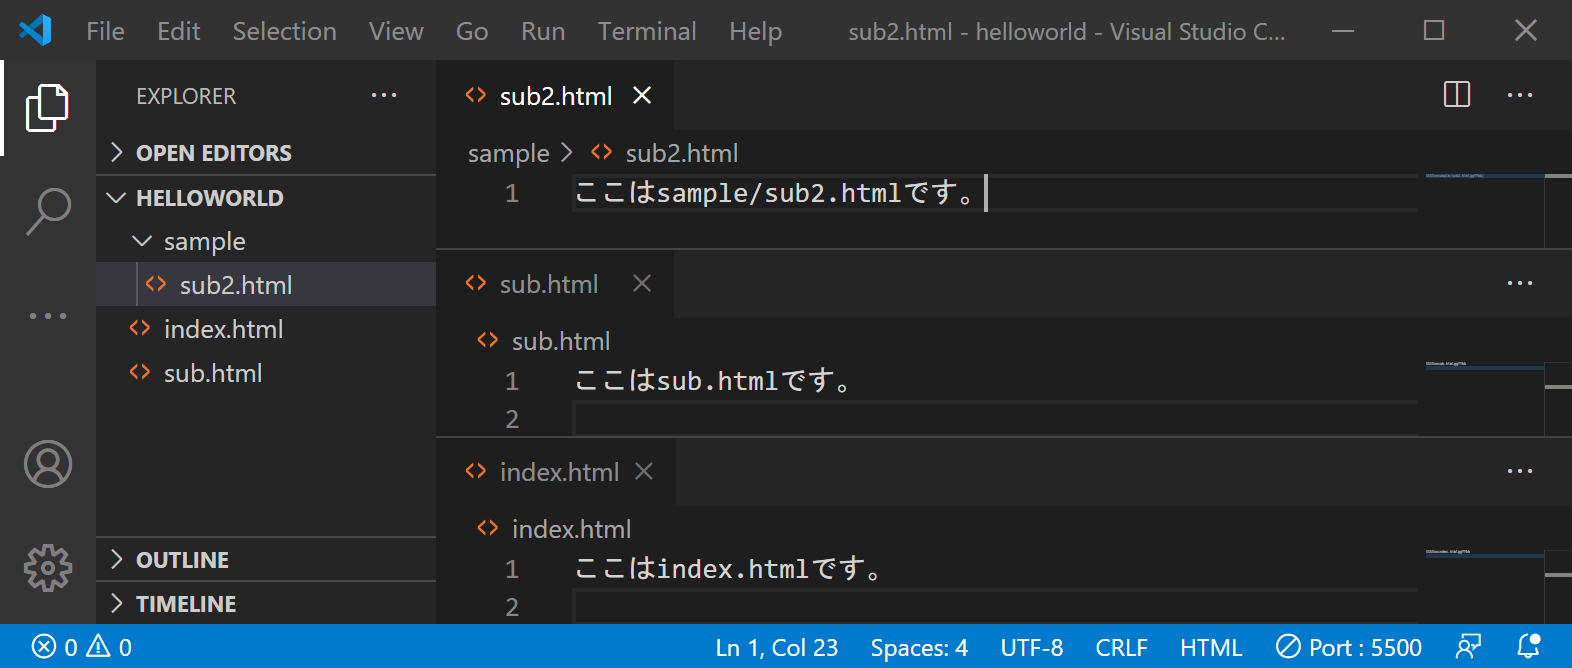 File Edit Selection View Go Run Terminal Help sub2.html - helloworld - Visual Studio C...
EXPLORER
OPEN EDITORS
HELLOWORLD
sample
sub2.html
index.html
sub.html
OUTLINE
TIMELINE
sub2.html
sample > sub2.html
1 ここはsample/sub2.htmlです。
sub.html
sub.html
1 ここはsub.htmlです。
2
index.html
index.html
1 ここはindex.htmlです。
2
0 0 Ln 1, Col 23 Spaces: 4 UTF-8 CRLF HTML Port : 5500